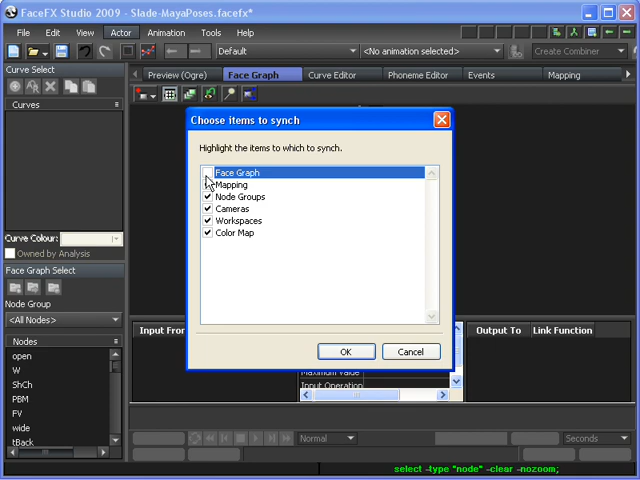 FaceFX Studio 2009 - Slade-MayaPoses.facefx*
File View Actor Animation Tools Help
Default <No animation selected> Create Combiner
Curve Select Preview (Ogre) Face Graph Curve Editor Phoneme Editor Events Mapping
Curves
Choose items to synch
Highlight the items to which to synch.
Face Graph
Mapping
Node Groups
Cameras
Workspaces
Color Map
Curve Colour:
Owned by Analysis
Face Graph Select
Node Group
<All Nodes>
Input From Output To Link Function
Nodes
OK Cancel
open
W
ShCh
PBM
FV
wide
tBack
Maximum Value
Input Operation
Normal Seconds
select -type "node" -clear -nozoom;